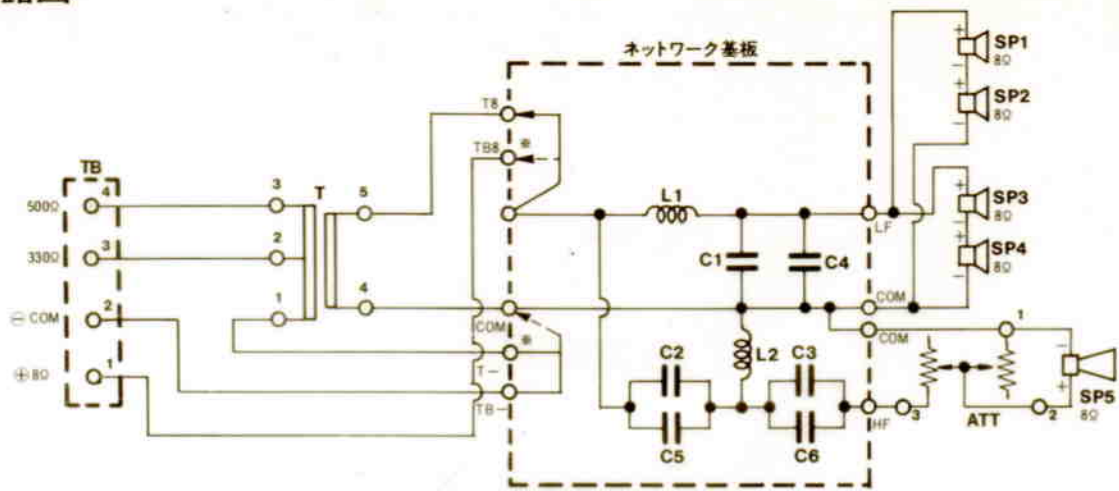 ネットワーク基板
+ SP1
8Ω
−
+ SP2
8Ω
−
T8
TB8 ※
TB
500Ω 4
330Ω 3
⊖ COM 2
⊕ 8Ω 1
3 T 5
2
1 4
L1
C1 C4
LF
+ SP3
8Ω
−
+ SP4
8Ω
−
COM COM
COM
※
T−
TB−
L2
C2 C3
C5 C6
HF 3
1
ATT
2
−
+
SP5
8Ω